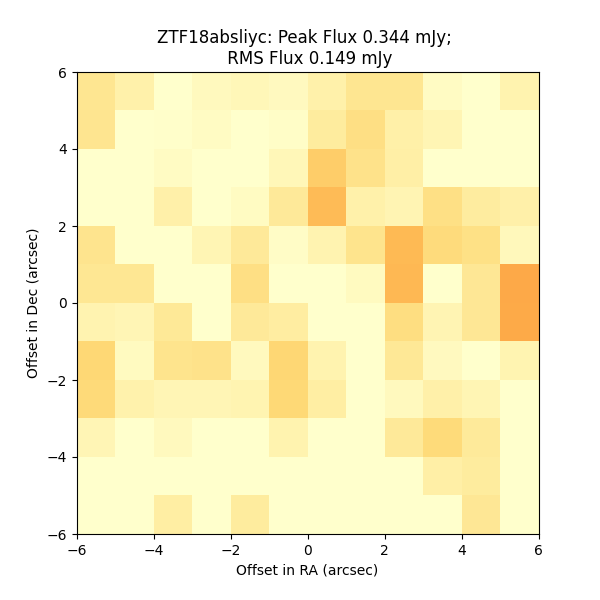 ZTF18absliyc: Peak Flux 0.344 mJy;
RMS Flux 0.149 mJy
6
4
2
0
−2
−4
−6
Offset in Dec (arcsec)
−6 −4 −2 0 2 4 6
Offset in RA (arcsec)